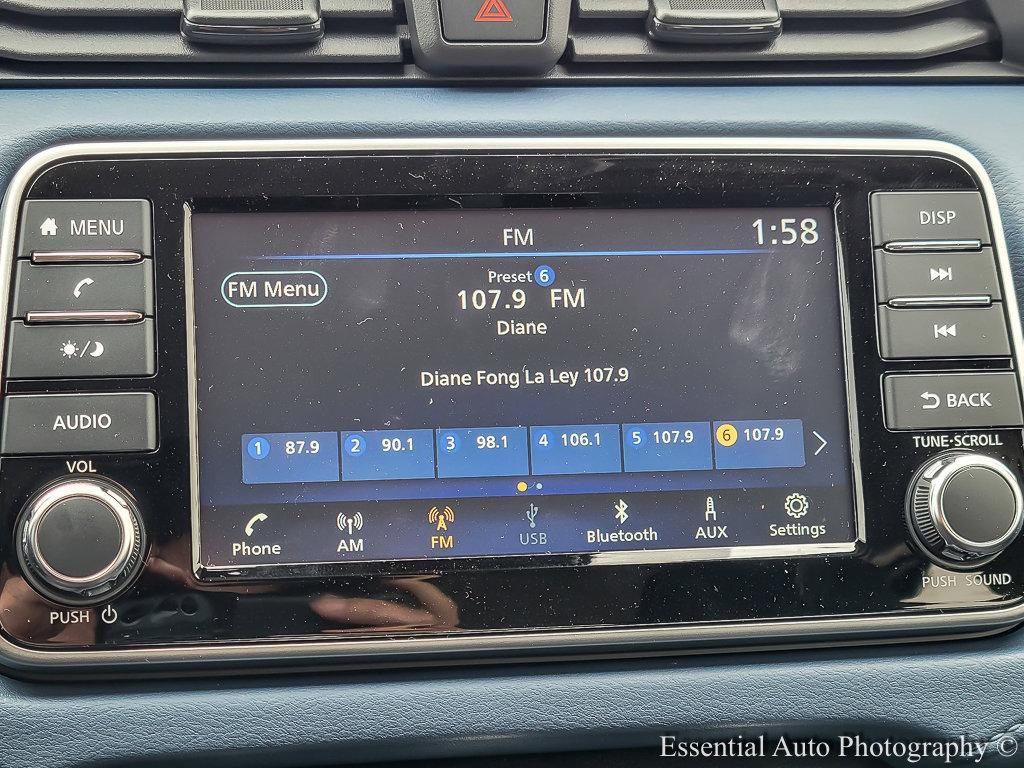 MENU
AUDIO
VOL
PUSH
FM
1:58
FM Menu
Preset 6
107.9 FM
Diane
Diane Fong La Ley 107.9
1 87.9 2 90.1 3 98.1 4 106.1 5 107.9 6 107.9
Phone AM FM USB Bluetooth AUX Settings
DISP
BACK
TUNE·SCROLL
PUSH SOUND
Essential Auto Photography ©